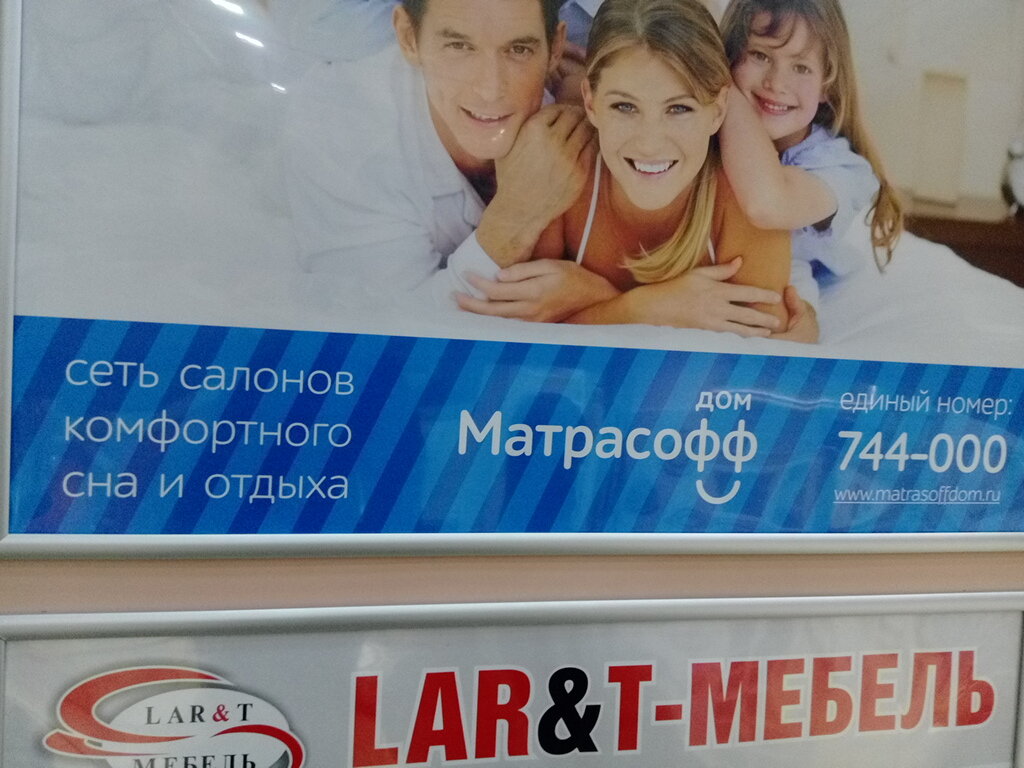 сеть салонов
комфортного
сна и отдыха
дом
Матрасофф
единый номер:
744-000
www.matrasoffdom.ru
LAR&T
МЕБЕЛЬ
LAR&T-МЕБЕЛЬ